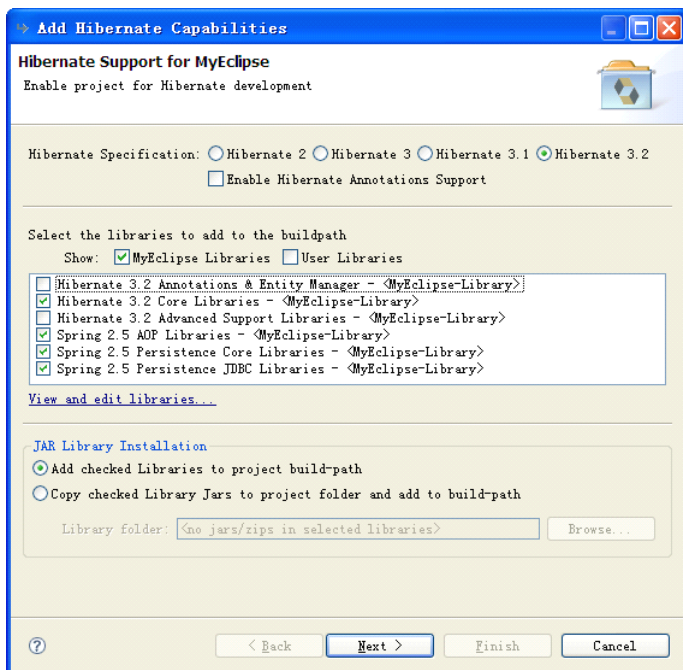 Add Hibernate Capabilities
Hibernate Support for MyEclipse
Enable project for Hibernate development
Hibernate Specification: Hibernate 2 Hibernate 3 Hibernate 3.1 Hibernate 3.2
Enable Hibernate Annotations Support
Select the libraries to add to the buildpath
Show: MyEclipse Libraries User Libraries
Hibernate 3.2 Annotations & Entity Manager - <MyEclipse-Library>
Hibernate 3.2 Core Libraries - <MyEclipse-Library>
Hibernate 3.2 Advanced Support Libraries - <MyEclipse-Library>
Spring 2.5 AOP Libraries - <MyEclipse-Library>
Spring 2.5 Persistence Core Libraries - <MyEclipse-Library>
Spring 2.5 Persistence JDBC Libraries - <MyEclipse-Library>
View and edit libraries...
JAR Library Installation
Add checked Libraries to project build-path
Copy checked Library Jars to project folder and add to build-path
Library folder: <no jars/zips in selected libraries> Browse...
? < Back Next > Finish Cancel